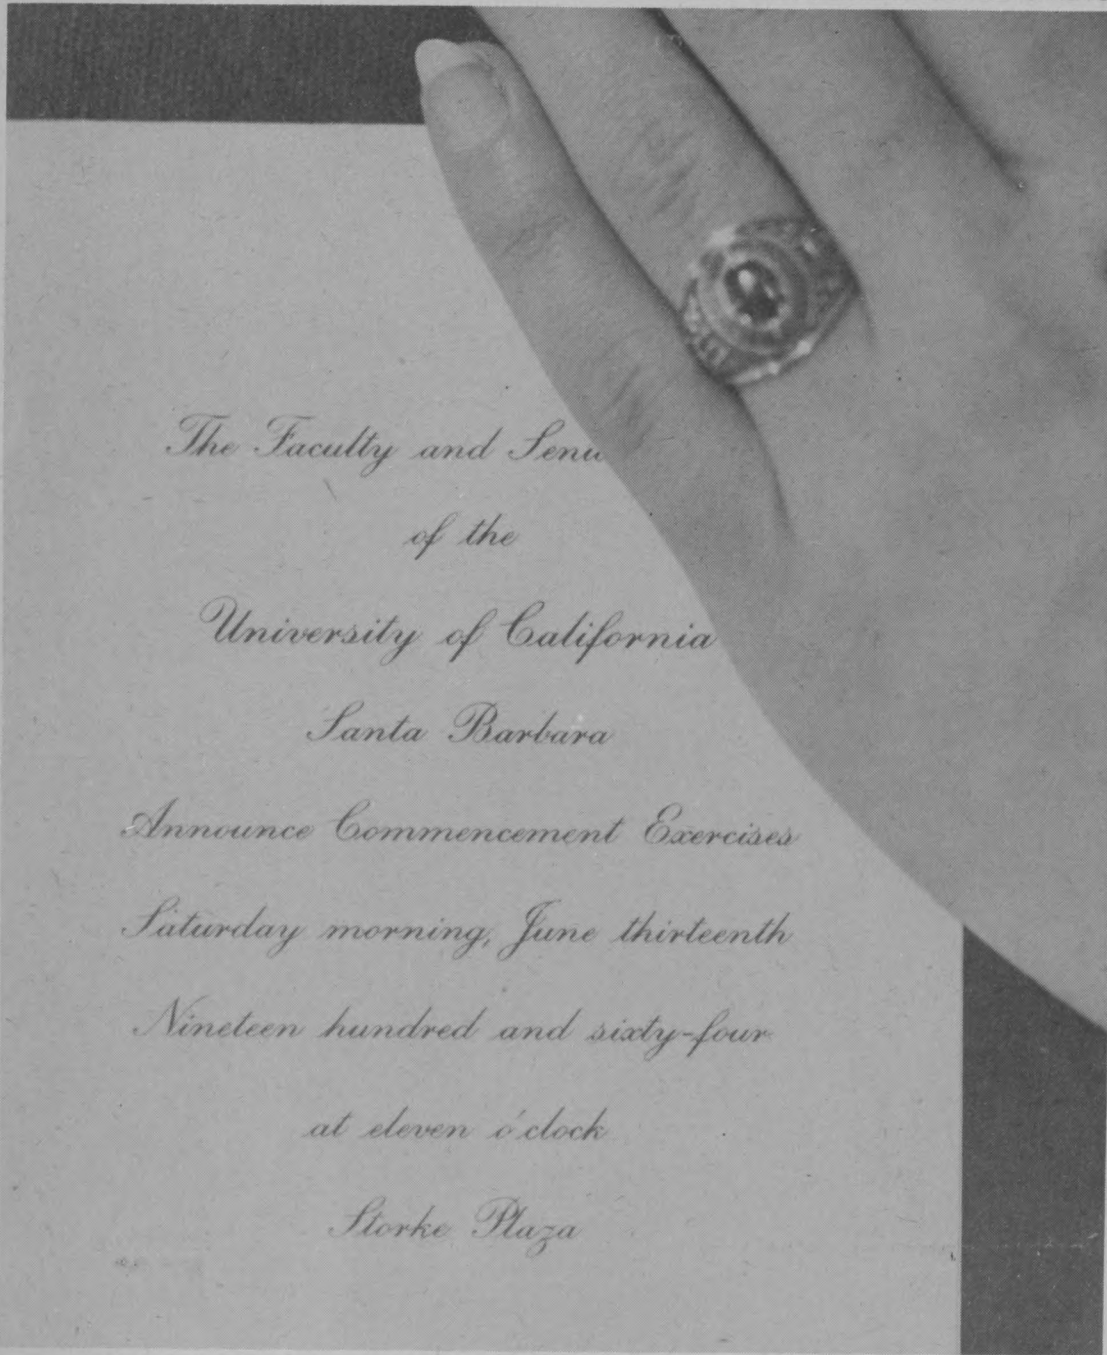 The Faculty and
of the
University of California
Santa Barbara
Announce Commencement Exercises
Saturday morning, June thirteenth
Nineteen hundred and sixty-four
at eleven o'clock
Storke Plaza